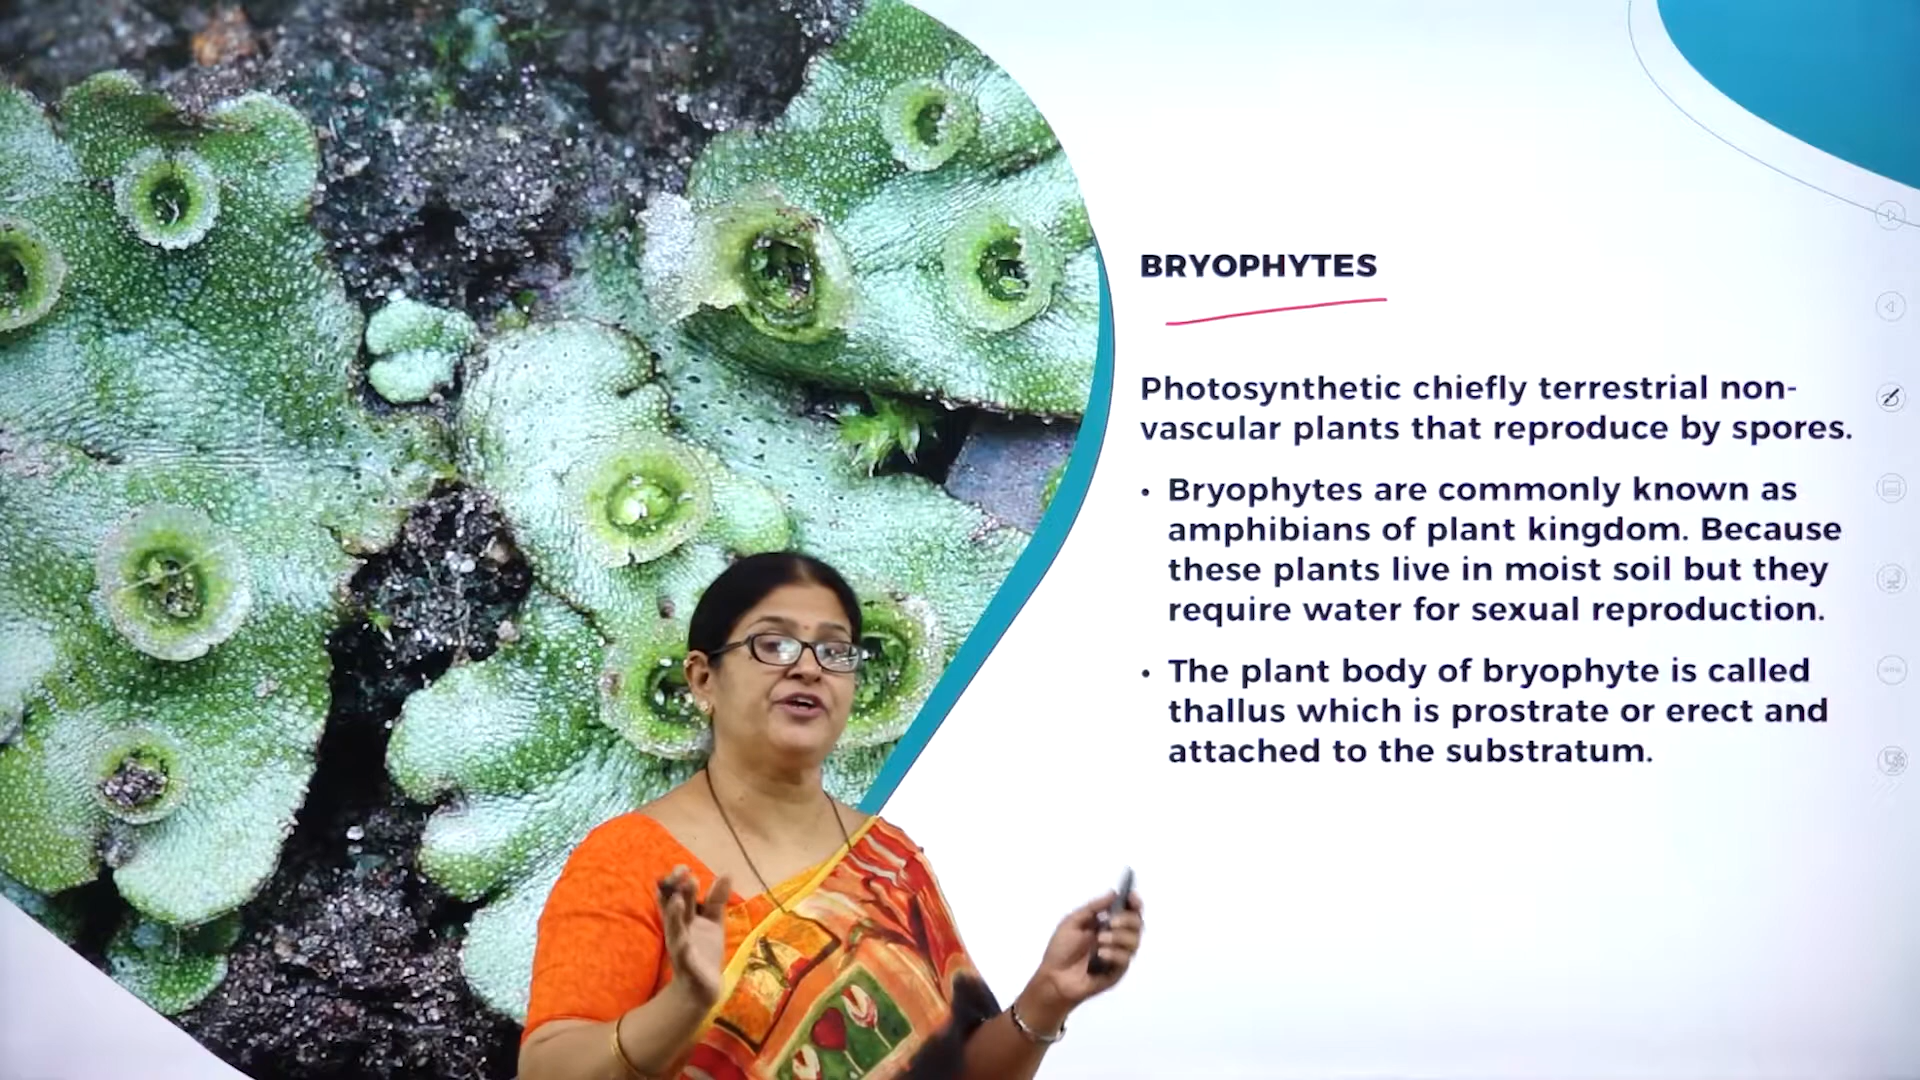 BRYOPHYTES
Photosynthetic chiefly terrestrial non-
vascular plants that reproduce by spores.
• Bryophytes are commonly known as
amphibians of plant kingdom. Because
these plants live in moist soil but they
require water for sexual reproduction.
• The plant body of bryophyte is called
thallus which is prostrate or erect and
attached to the substratum.